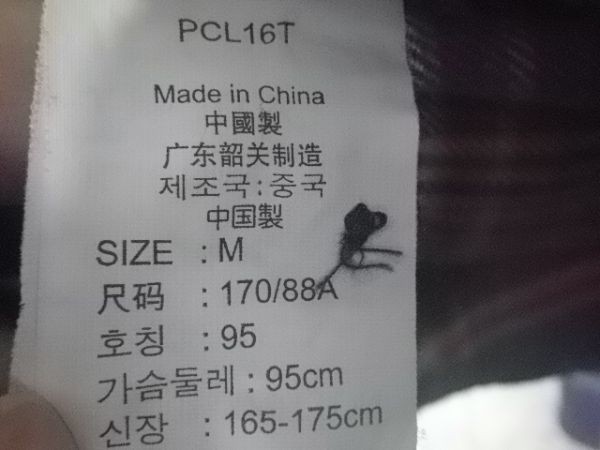 PCL16T
Made in China
中國製
广东韶关制造
제조국:중국
中国製
SIZE : M
尺码 : 170/88A
호칭 : 95
가슴둘레 : 95cm
신장 : 165-175cm